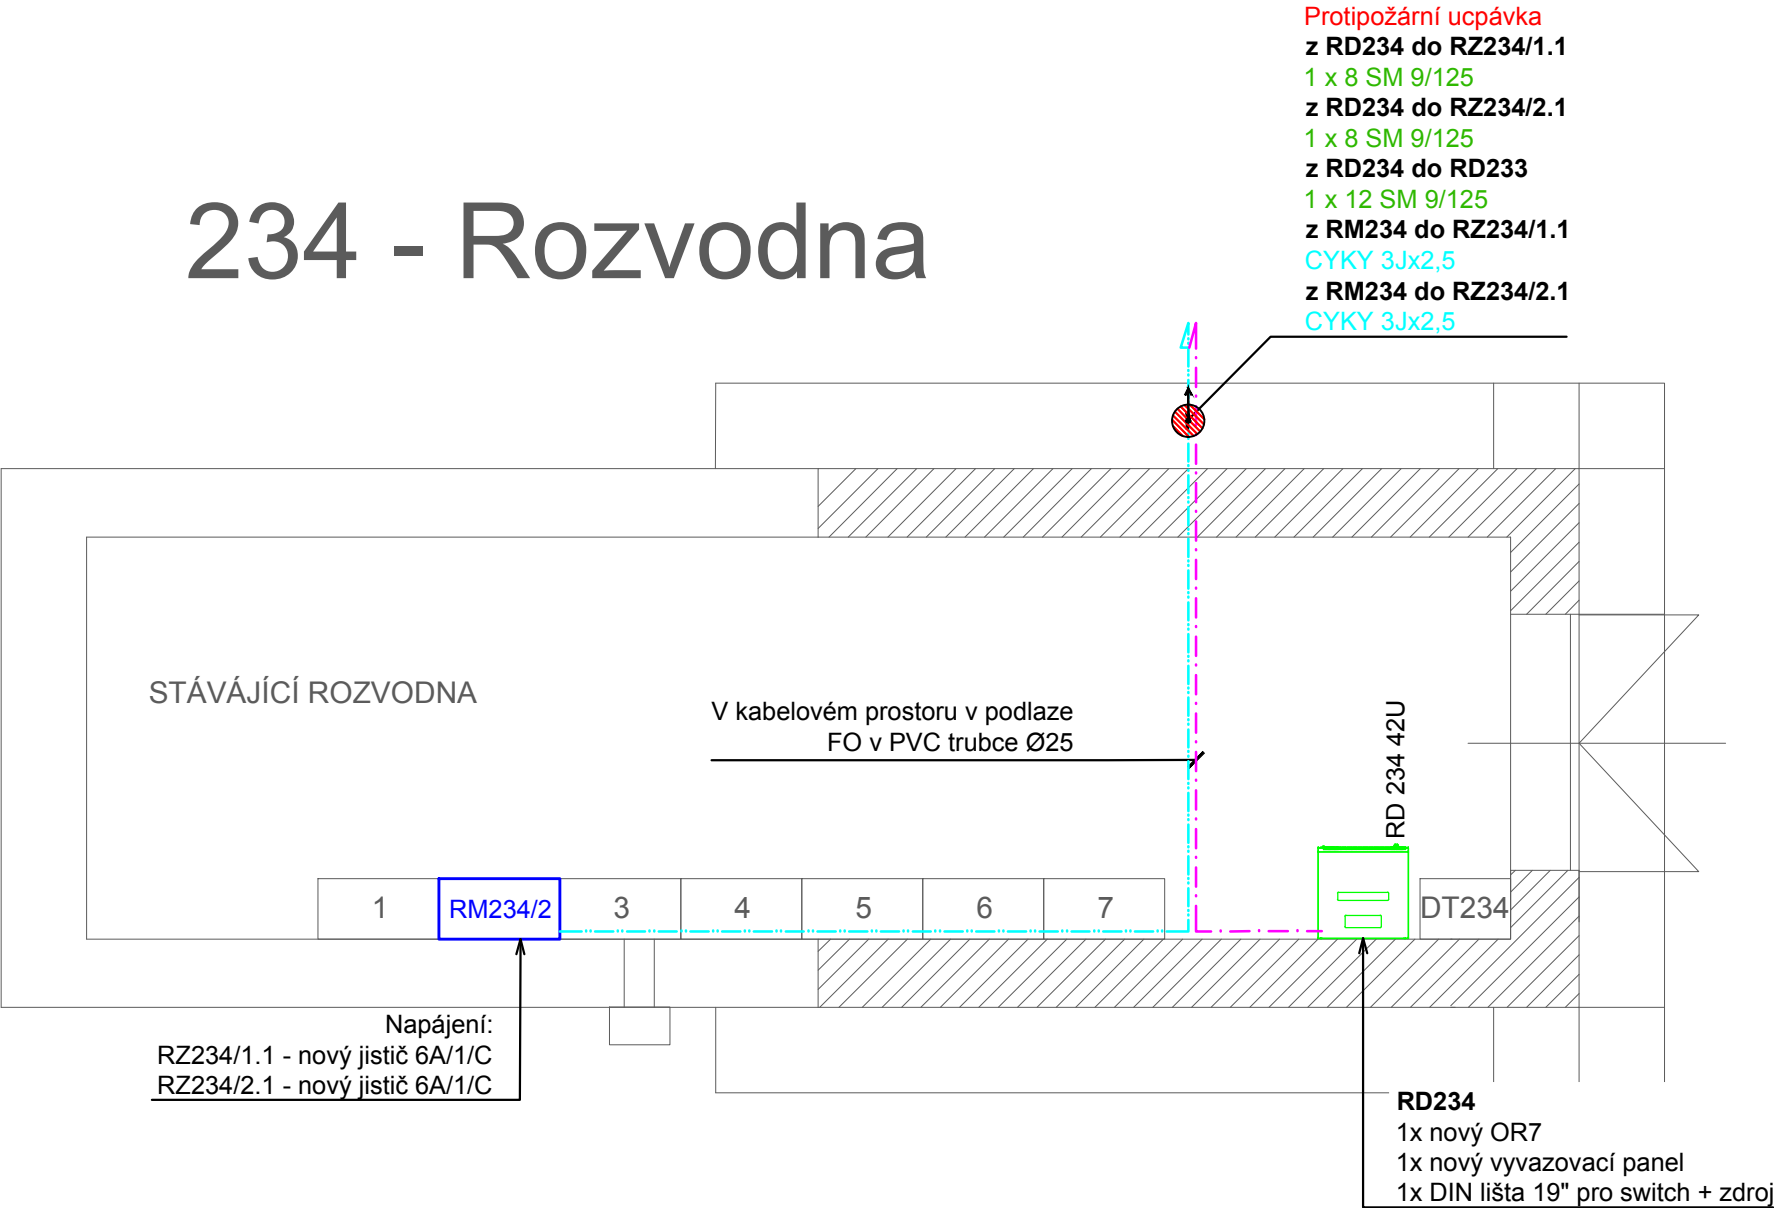 Protipožární ucpávka
z RD234 do RZ234/1.1
1 x 8 SM 9/125
z RD234 do RZ234/2.1
1 x 8 SM 9/125
z RD234 do RD233
1 x 12 SM 9/125
z RM234 do RZ234/1.1
CYKY 3Jx2,5
z RM234 do RZ234/2.1
CYKY 3Jx2,5
234 - Rozvodna
STÁVÁJÍCÍ ROZVODNA
V kabelovém prostoru v podlaze
FO v PVC trubce Ø25
RD 234 42U
1
RM234/2
3
4
5
6
7
DT234
Napájení:
RZ234/1.1 - nový jistič 6A/1/C
RZ234/2.1 - nový jistič 6A/1/C
RD234
1x nový OR7
1x nový vyvazovací panel
1x DIN lišta 19" pro switch + zdroj